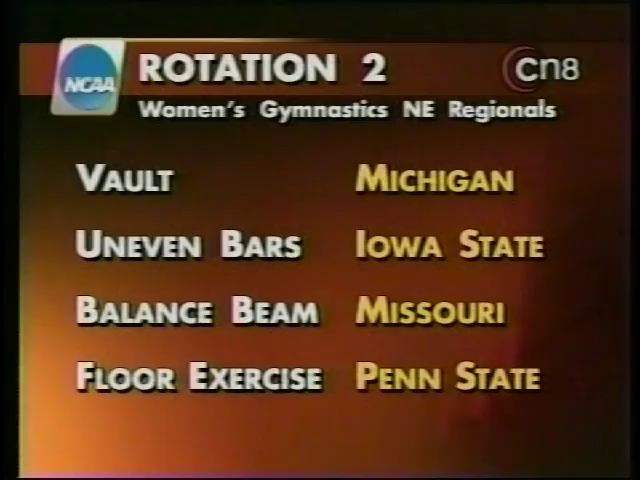 NCAA
ROTATION 2
CN8
Women's Gymnastics NE Regionals
VAULT MICHIGAN
UNEVEN BARS IOWA STATE
BALANCE BEAM MISSOURI
FLOOR EXERCISE PENN STATE